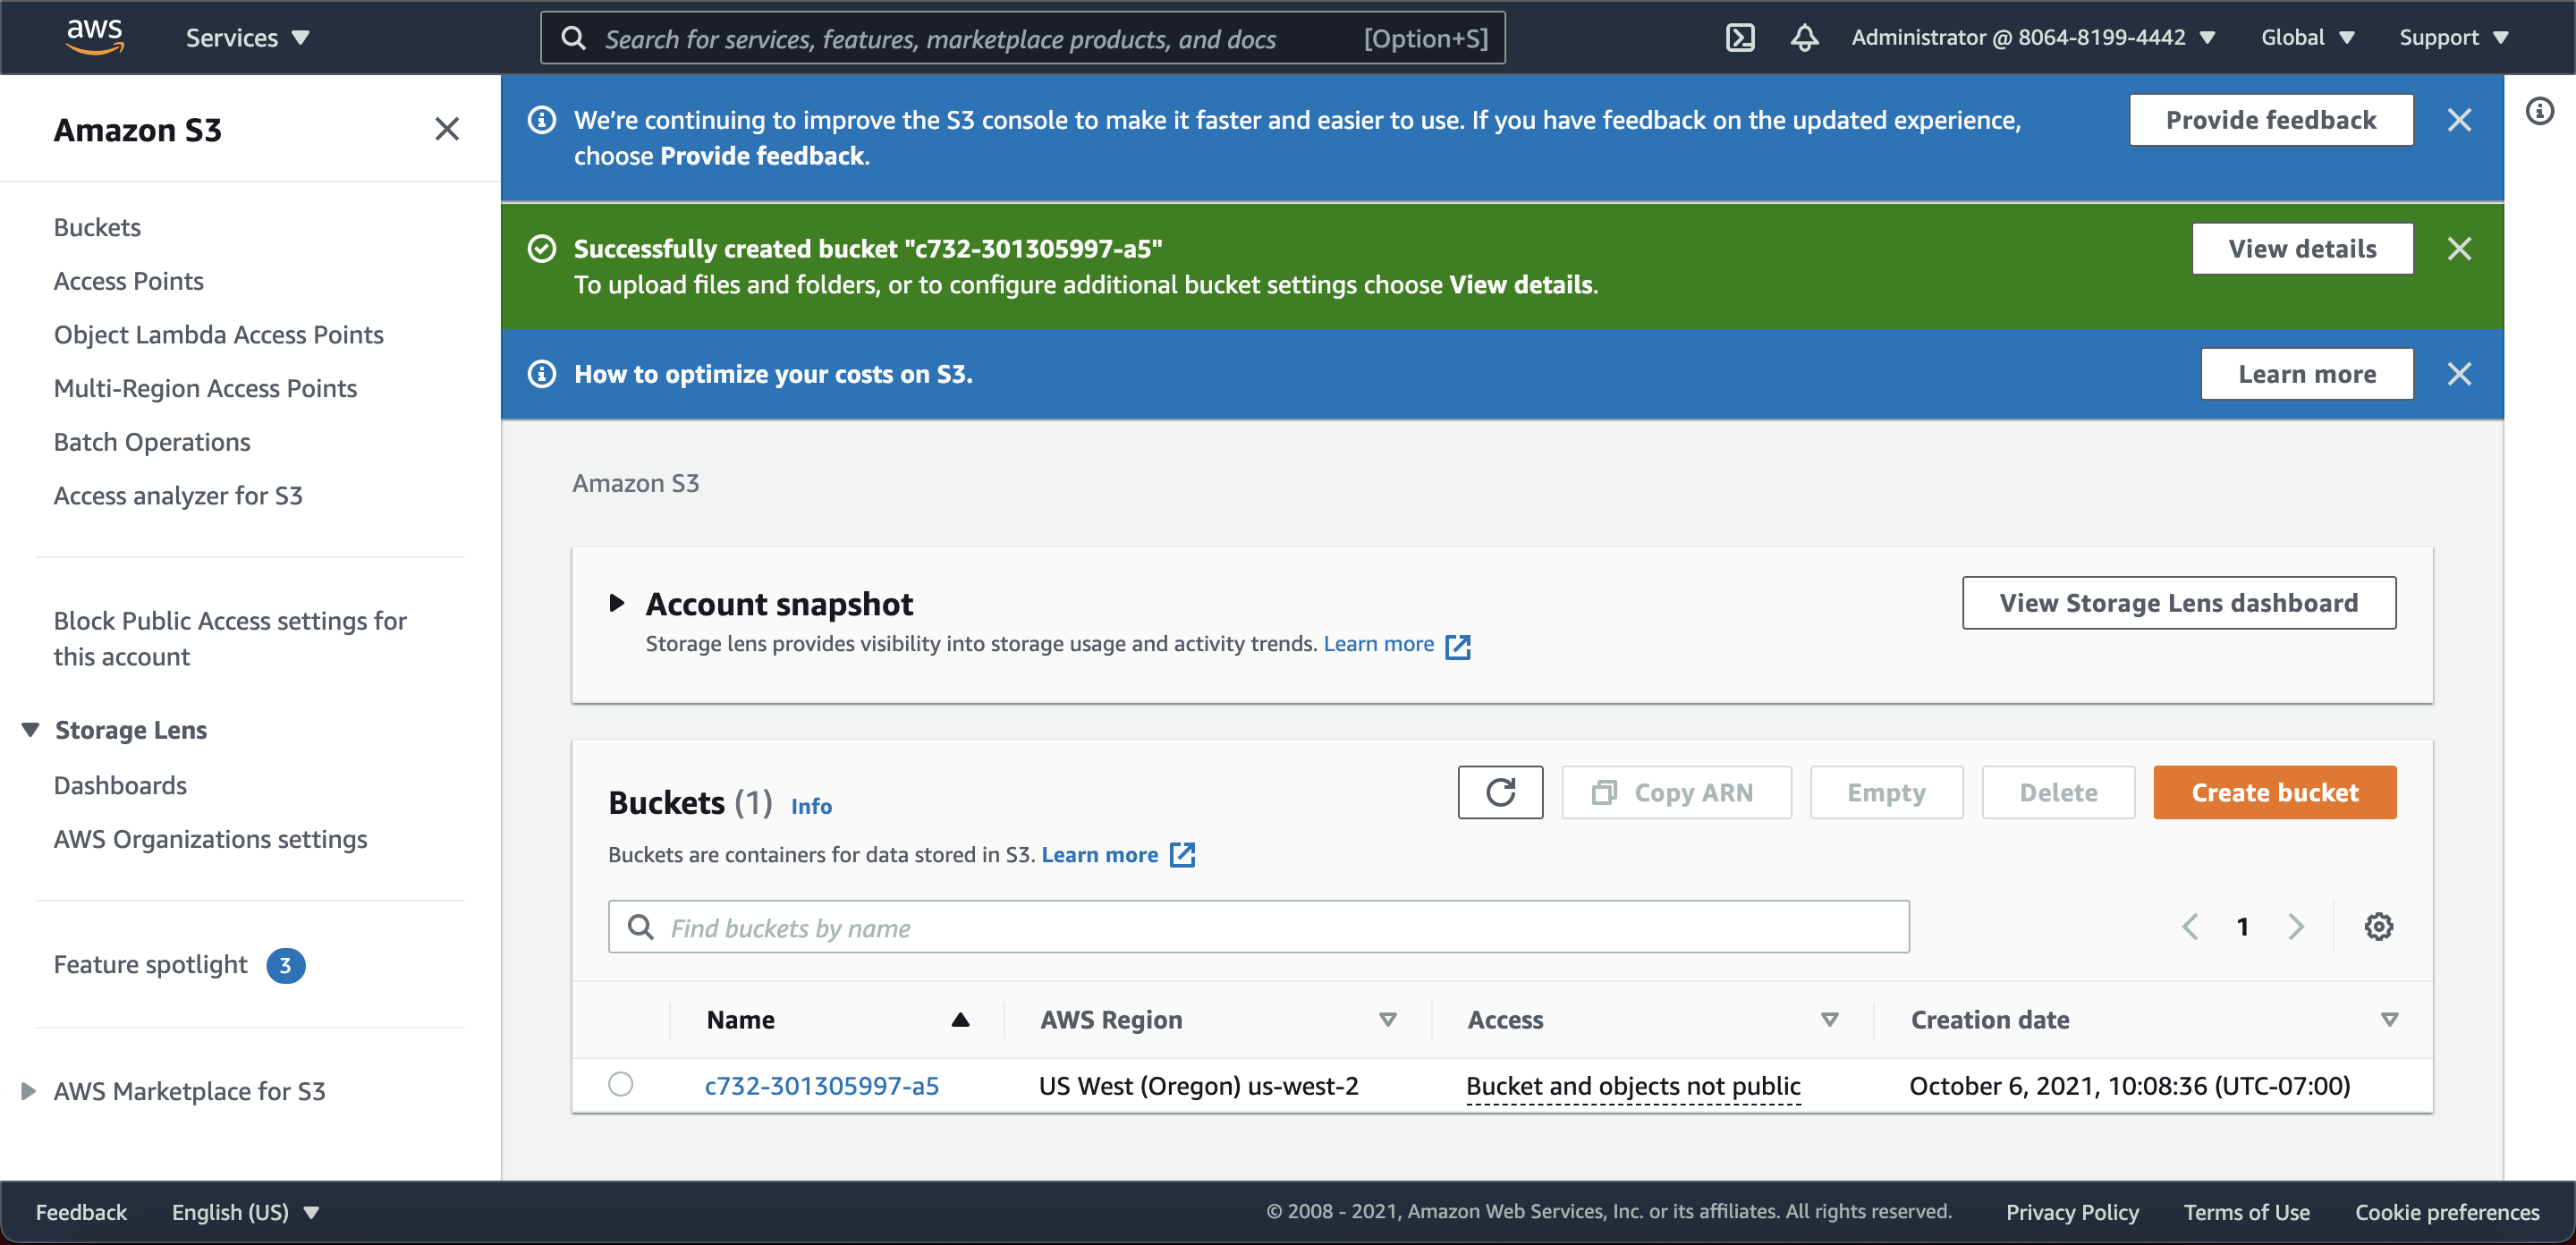 aws
Services
Search for services, features, marketplace products, and docs
[Option+S]
Administrator @ 8064-8199-4442
Global
Support
Amazon S3
Buckets
Access Points
Object Lambda Access Points
Multi-Region Access Points
Batch Operations
Access analyzer for S3
Block Public Access settings for
this account
Storage Lens
Dashboards
AWS Organizations settings
Feature spotlight 3
AWS Marketplace for S3
We're continuing to improve the S3 console to make it faster and easier to use. If you have feedback on the updated experience,
choose Provide feedback.
Provide feedback
Successfully created bucket "c732-301305997-a5"
To upload files and folders, or to configure additional bucket settings choose View details.
View details
How to optimize your costs on S3.
Learn more
Amazon S3
Account snapshot
Storage lens provides visibility into storage usage and activity trends. Learn more
View Storage Lens dashboard
Buckets (1) Info
Buckets are containers for data stored in S3. Learn more
Copy ARN
Empty
Delete
Create bucket
Find buckets by name
1
Name
AWS Region
Access
Creation date
c732-301305997-a5
US West (Oregon) us-west-2
Bucket and objects not public
October 6, 2021, 10:08:36 (UTC-07:00)
Feedback
English (US)
© 2008 - 2021, Amazon Web Services, Inc. or its affiliates. All rights reserved.
Privacy Policy
Terms of Use
Cookie preferences